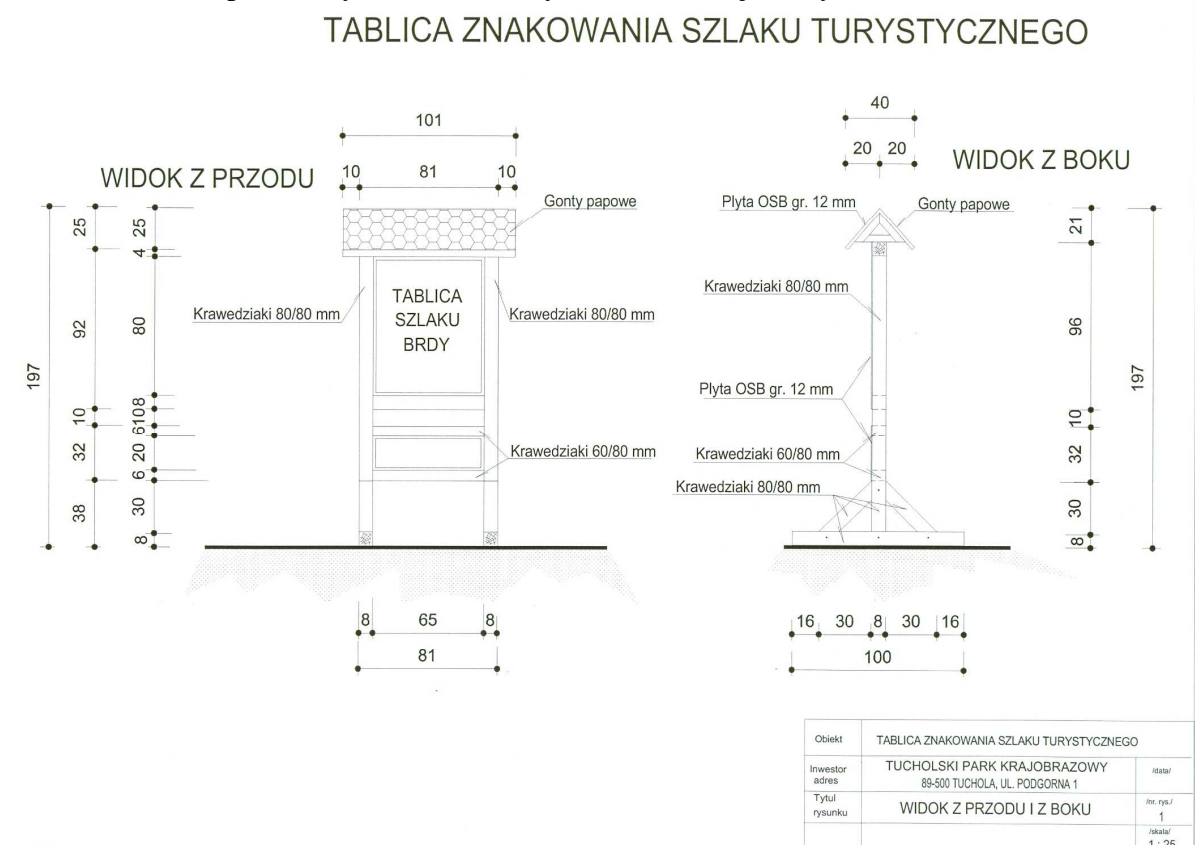 TABLICA ZNAKOWANIA SZLAKU TURYSTYCZNEGO
WIDOK Z PRZODU
101
10 81 10
Gonty papowe
197
25
92
10
32
38
25
4
80
8
10
6
20
6
30
8
Krawedziaki 80/80 mm
TABLICA
SZLAKU
BRDY
Krawedziaki 80/80 mm
Krawedziaki 60/80 mm
8 65 8
81
WIDOK Z BOKU
40
20 20
Plyta OSB gr. 12 mm
Gonty papowe
Krawedziaki 80/80 mm
Plyta OSB gr. 12 mm
Krawedziaki 60/80 mm
Krawedziaki 80/80 mm
21
96
10
32
30
8
197
16 30 8 30 16
100
Obiekt TABLICA ZNAKOWANIA SZLAKU TURYSTYCZNEGO
Inwestor adres TUCHOLSKI PARK KRAJOBRAZOWY
89-500 TUCHOLA, UL. PODGORNA 1
/data/
Tytul rysunku WIDOK Z PRZODU I Z BOKU
/nr. rys./
1
/skala/
1 : 25